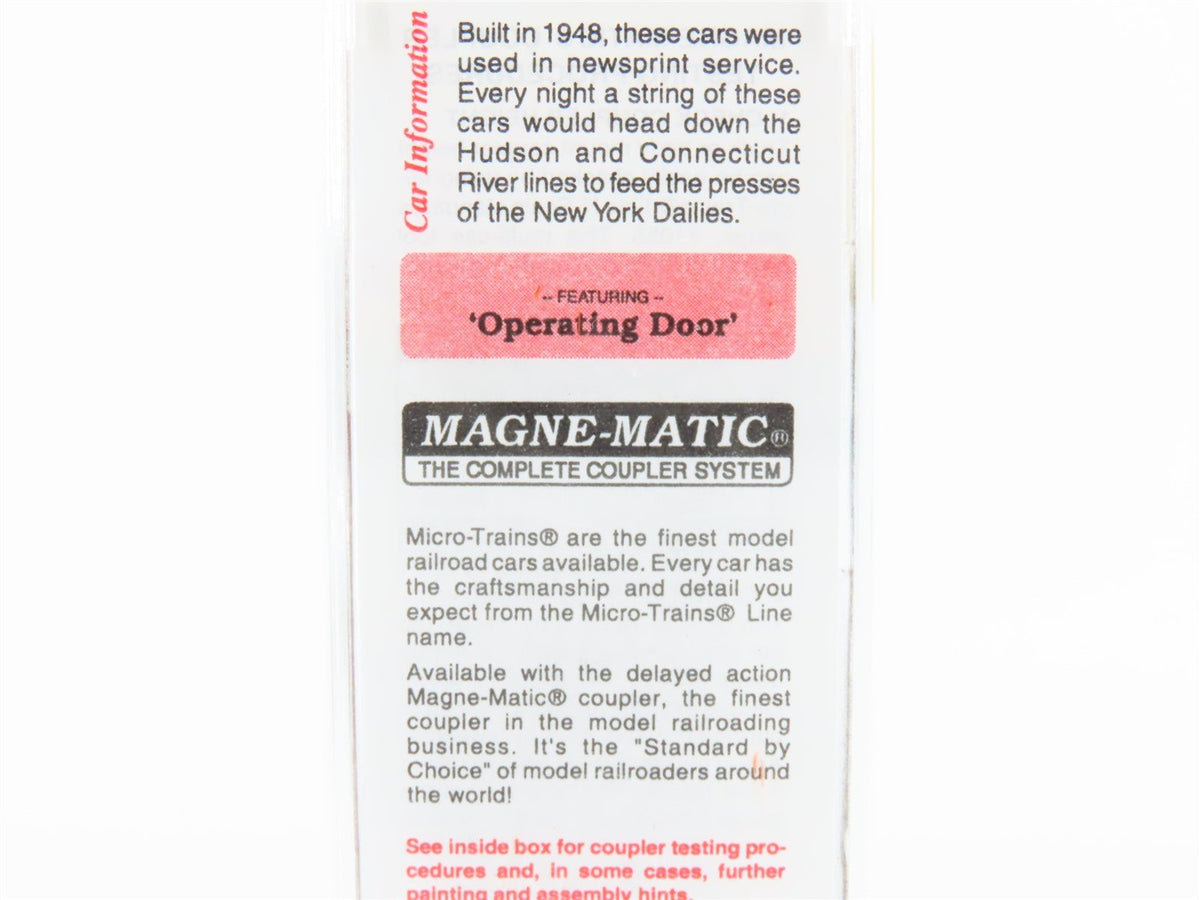 Car Information
Built in 1948, these cars were
used in newsprint service.
Every night a string of these
cars would head down the
Hudson and Connecticut
River lines to feed the presses
of the New York Dailies.
-- FEATURING --
'Operating Door'
MAGNE-MATIC®
THE COMPLETE COUPLER SYSTEM
Micro-Trains® are the finest model
railroad cars available. Every car has
the craftsmanship and detail you
expect from the Micro-Trains® Line
name.
Available with the delayed action
Magne-Matic® coupler, the finest
coupler in the model railroading
business. It's the "Standard by
Choice" of model railroaders around
the world!
See inside box for coupler testing pro-
cedures and, in some cases, further
painting and assembly hints.